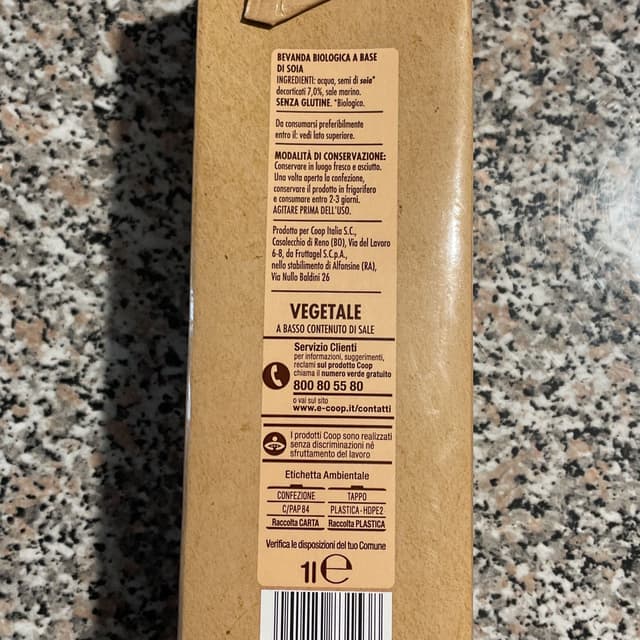 BEVANDA BIOLOGICA A BASE
DI SOIA
INGREDIENTI: acqua, semi di soia*
decorticati 7,0%, sale marino.
SENZA GLUTINE. *Biologico.
Da consumarsi preferibilmente
entro il: vedi lato superiore.
MODALITÀ DI CONSERVAZIONE:
Conservare in luogo fresco e asciutto.
Una volta aperta la confezione,
conservare il prodotto in frigorifero
e consumare entro 2-3 giorni.
AGITARE PRIMA DELL'USO.
Prodotto per Coop Italia S.C.,
Casalecchio di Reno (BO), Via del Lavoro
6-8, da Fruttagel S.C.p.A.,
nello stabilimento di Alfonsine (RA),
Via Nullo Baldini 26
VEGETALE
A BASSO CONTENUTO DI SALE
Servizio Clienti
per informazioni, suggerimenti,
reclami sui prodotto Coop
chiama il numero verde gratuito
800 80 55 80
o vai sul sito
www.e-coop.it/contatti
I prodotti Coop sono realizzati
senza discriminazioni né
sfruttamento del lavoro
Etichetta Ambientale
CONFEZIONE TAPPO
C/PAP 84 PLASTICA - HDPE2
Raccolta CARTA Raccolta PLASTICA
Verifica le disposizioni del tuo Comune
1l e